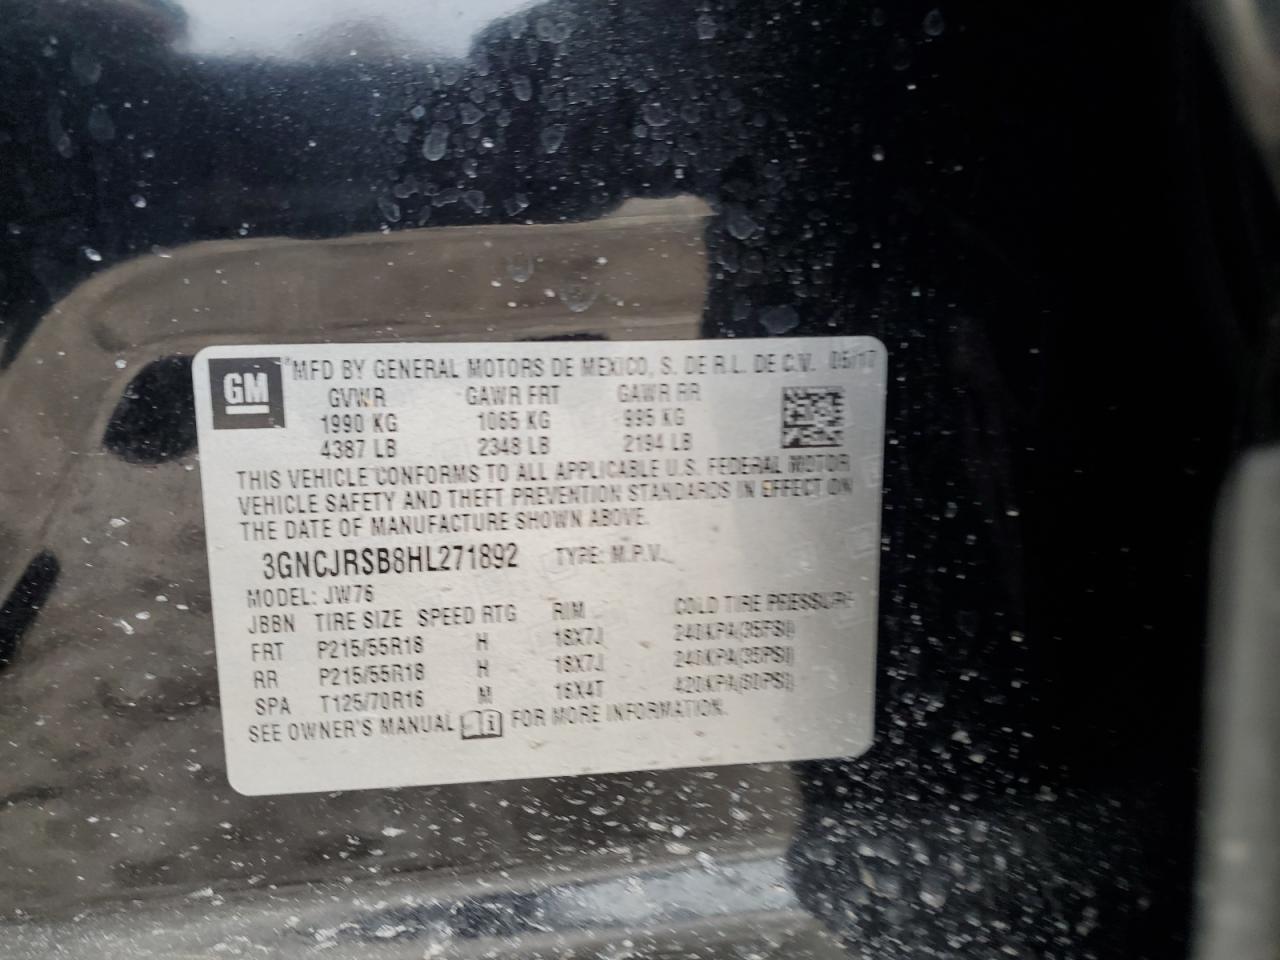 GM
MFD BY GENERAL MOTORS DE MEXICO, S. DE R.L. DE C.V. 05/17
GVWR GAWR FRT GAWR RR
1990 KG 1065 KG 995 KG
4387 LB 2348 LB 2194 LB
THIS VEHICLE CONFORMS TO ALL APPLICABLE U.S. FEDERAL MOTOR
VEHICLE SAFETY AND THEFT PREVENTION STANDARDS IN EFFECT ON
THE DATE OF MANUFACTURE SHOWN ABOVE.
3GNCJRSB8HL271892 TYPE: M.P.V.
MODEL: JW76
JBBN TIRE SIZE SPEED RTG RIM COLD TIRE PRESSURE
FRT P215/55R18 H 18X7J 240KPA(35PSI)
RR P215/55R18 H 18X7J 240KPA(35PSI)
SPA T125/70R16 M 16X4T 420KPA(60PSI)
SEE OWNER'S MANUAL FOR MORE INFORMATION.